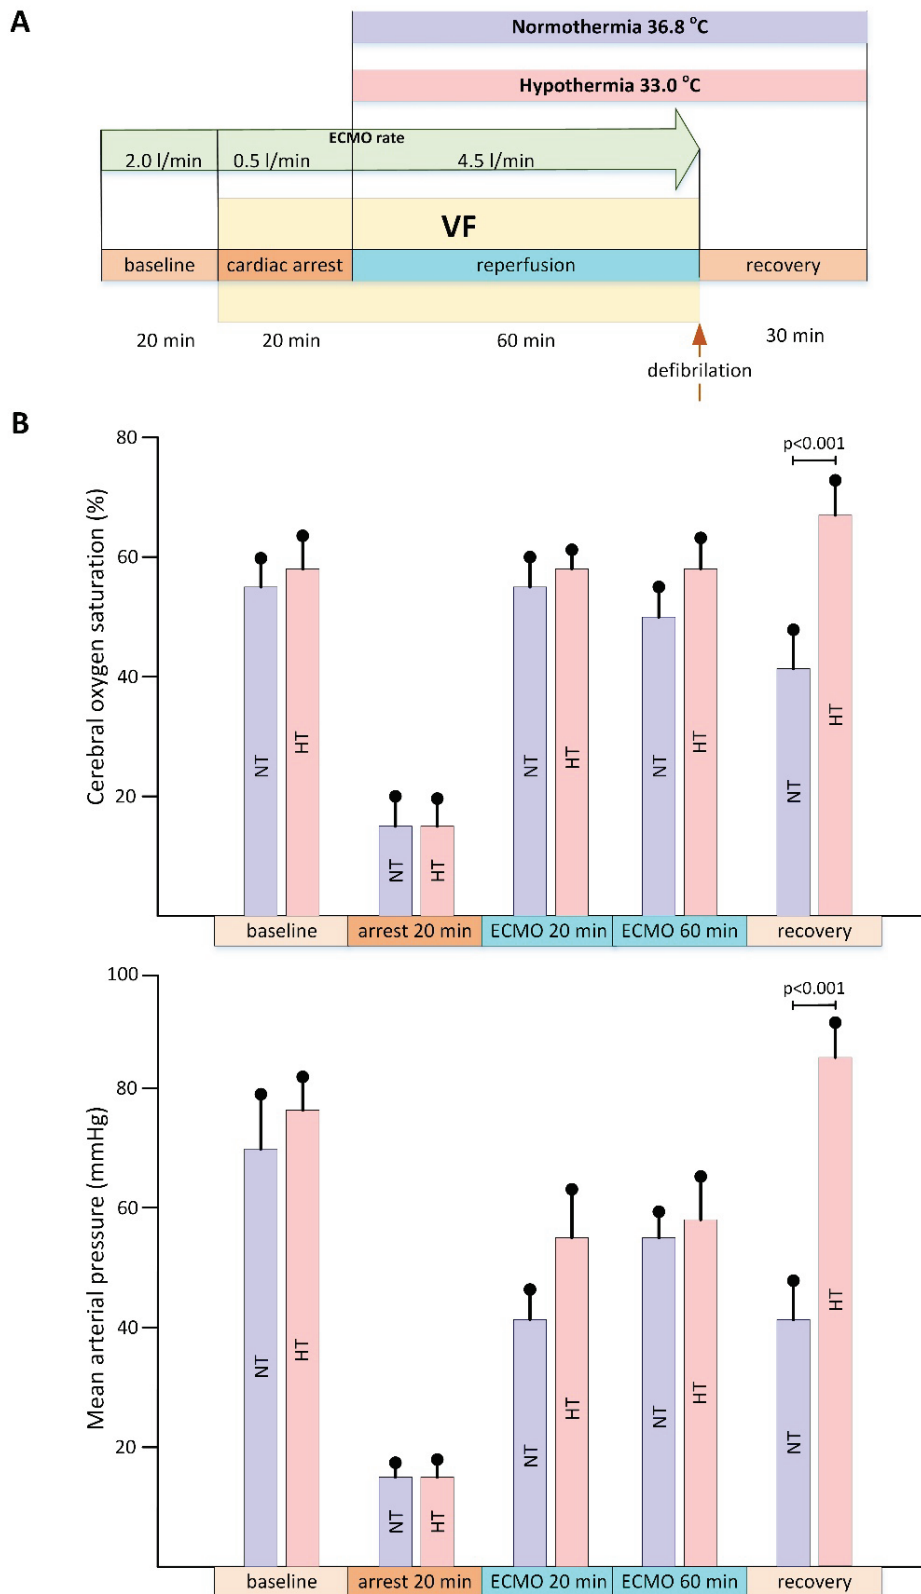 A
Normothermia 36.8 °C
Hypothermia 33.0 °C
ECMO rate
2.0 l/min 0.5 l/min 4.5 l/min
VF
baseline cardiac arrest reperfusion recovery
20 min 20 min 60 min 30 min
defibrilation
B
Cerebral oxygen saturation (%)
80
60
40
20
p<0.001
NT HT NT HT NT HT NT HT NT HT
baseline arrest 20 min ECMO 20 min ECMO 60 min recovery
Mean arterial pressure (mmHg)
100
80
60
40
20
p<0.001
NT HT NT HT NT HT NT HT NT HT
baseline arrest 20 min ECMO 20 min ECMO 60 min recovery